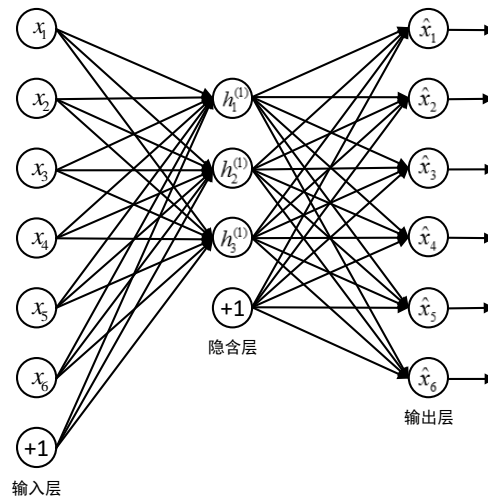 x₁
x₂
x₃
x₄
x₅
x₆
+1
输入层
h₁⁽¹⁾
h₂⁽¹⁾
h₃⁽¹⁾
+1
隐含层
x̂₁
x̂₂
x̂₃
x̂₄
x̂₅
x̂₆
输出层